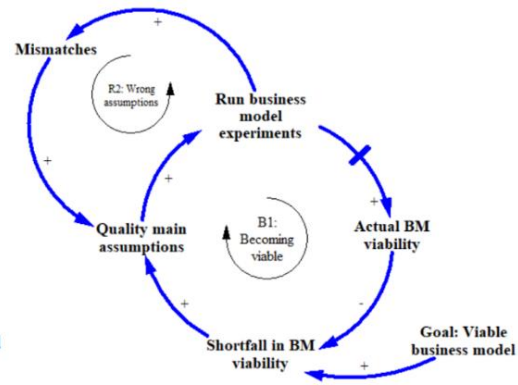 +
Mismatches
R2: Wrong
assumptions
Run business
model
experiments
+
+
+
Quality main
assumptions
B1:
Becoming
viable
Actual BM
viability
+
-
Goal: Viable
business model
Shortfall in BM
viability
+